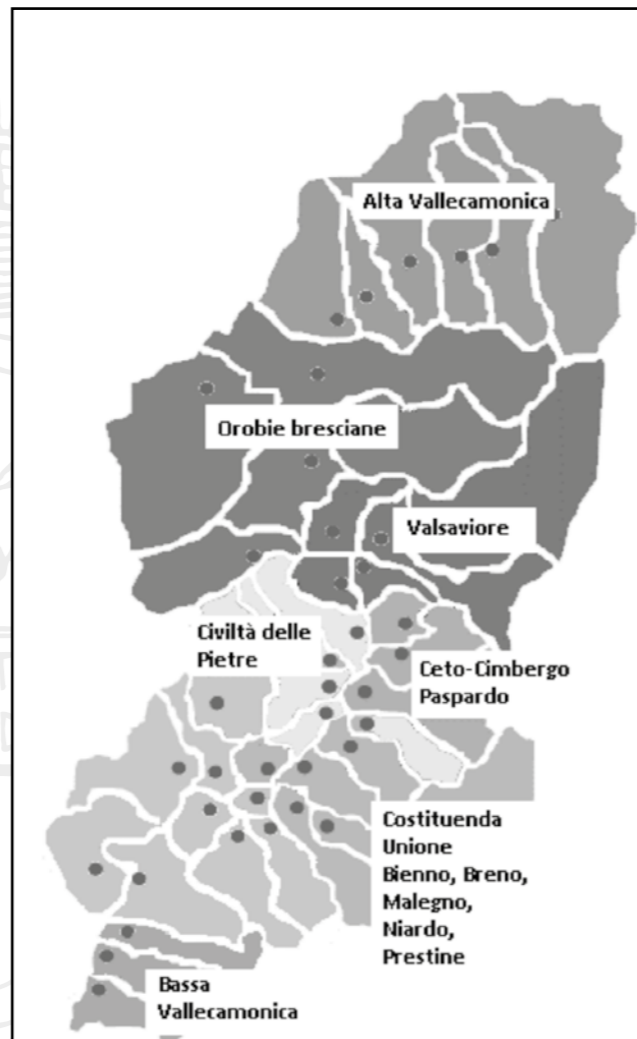 Alta Vallecamonica
Orobie bresciane
Valsaviore
Civiltà delle
Pietre
Ceto-Cimbergo
Paspardo
Costituenda
Unione
Bienno, Breno,
Malegno,
Niardo,
Prestine
Bassa
Vallecamonica